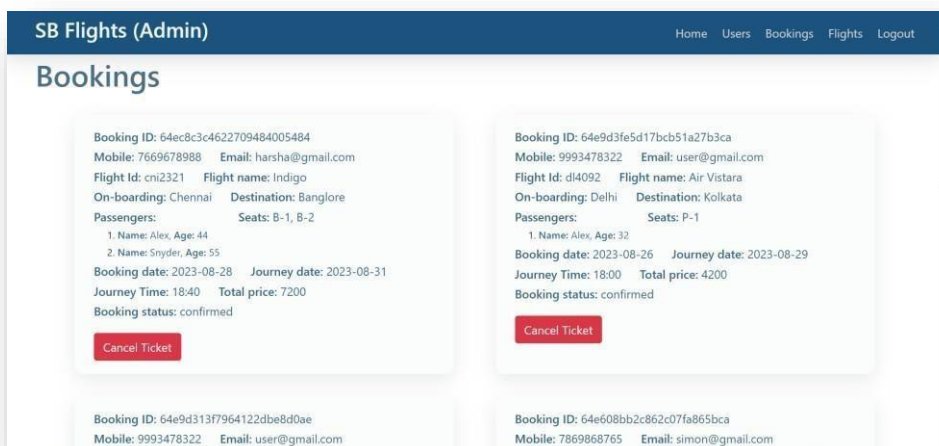 SB Flights (Admin)
Home Users Bookings Flights Logout
Bookings
Booking ID: 64ec8c3c4622709484005484
Mobile: 7669678988 Email: harsha@gmail.com
Flight Id: cni2321 Flight name: Indigo
On-boarding: Chennai Destination: Banglore
Passengers: Seats: B-1, B-2
1. Name: Alex, Age: 44
2. Name: Snyder, Age: 55
Booking date: 2023-08-28 Journey date: 2023-08-31
Journey Time: 18:40 Total price: 7200
Booking status: confirmed
Cancel Ticket
Booking ID: 64e9d3fe5d17bcb51a27b3ca
Mobile: 9993478322 Email: user@gmail.com
Flight Id: dl4092 Flight name: Air Vistara
On-boarding: Delhi Destination: Kolkata
Passengers: Seats: P-1
1. Name: Alex, Age: 32
Booking date: 2023-08-26 Journey date: 2023-08-29
Journey Time: 18:00 Total price: 4200
Booking status: confirmed
Cancel Ticket
Booking ID: 64e9d313f7964122dbe8d0ae
Mobile: 9993478322 Email: user@gmail.com
Booking ID: 64e608bb2c862c07fa865bca
Mobile: 7869868765 Email: simon@gmail.com